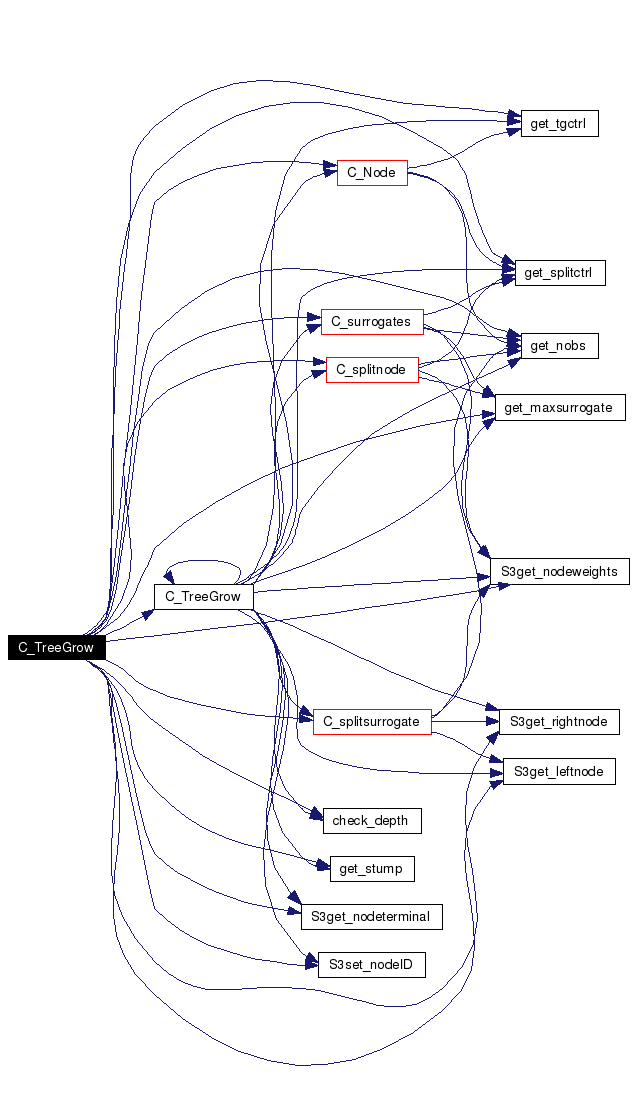 get_tgctrl
C_Node
get_splitctrl
C_surrogates
get_nobs
C_splitnode
get_maxsurrogate
S3get_nodeweights
C_TreeGrow
C_TreeGrow
C_splitsurrogate
S3get_rightnode
S3get_leftnode
check_depth
get_stump
S3get_nodeterminal
S3set_nodeID